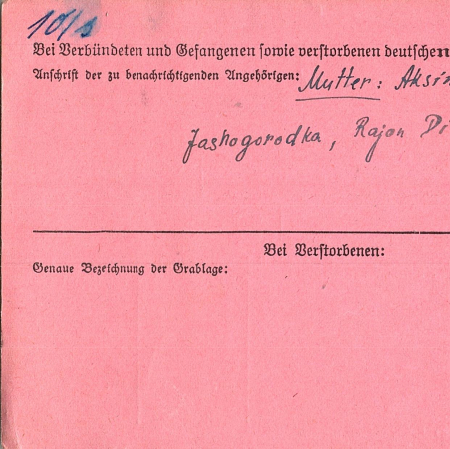 10/s
Bei Verbündeten und Gefangenen sowie verstorbenen deutschen
Anschrift der zu benachrichtigenden Angehörigen: Mutter: Aksin
Jashogorodka, Rajon Di
Bei Verstorbenen:
Genaue Bezeichnung der Grablage: